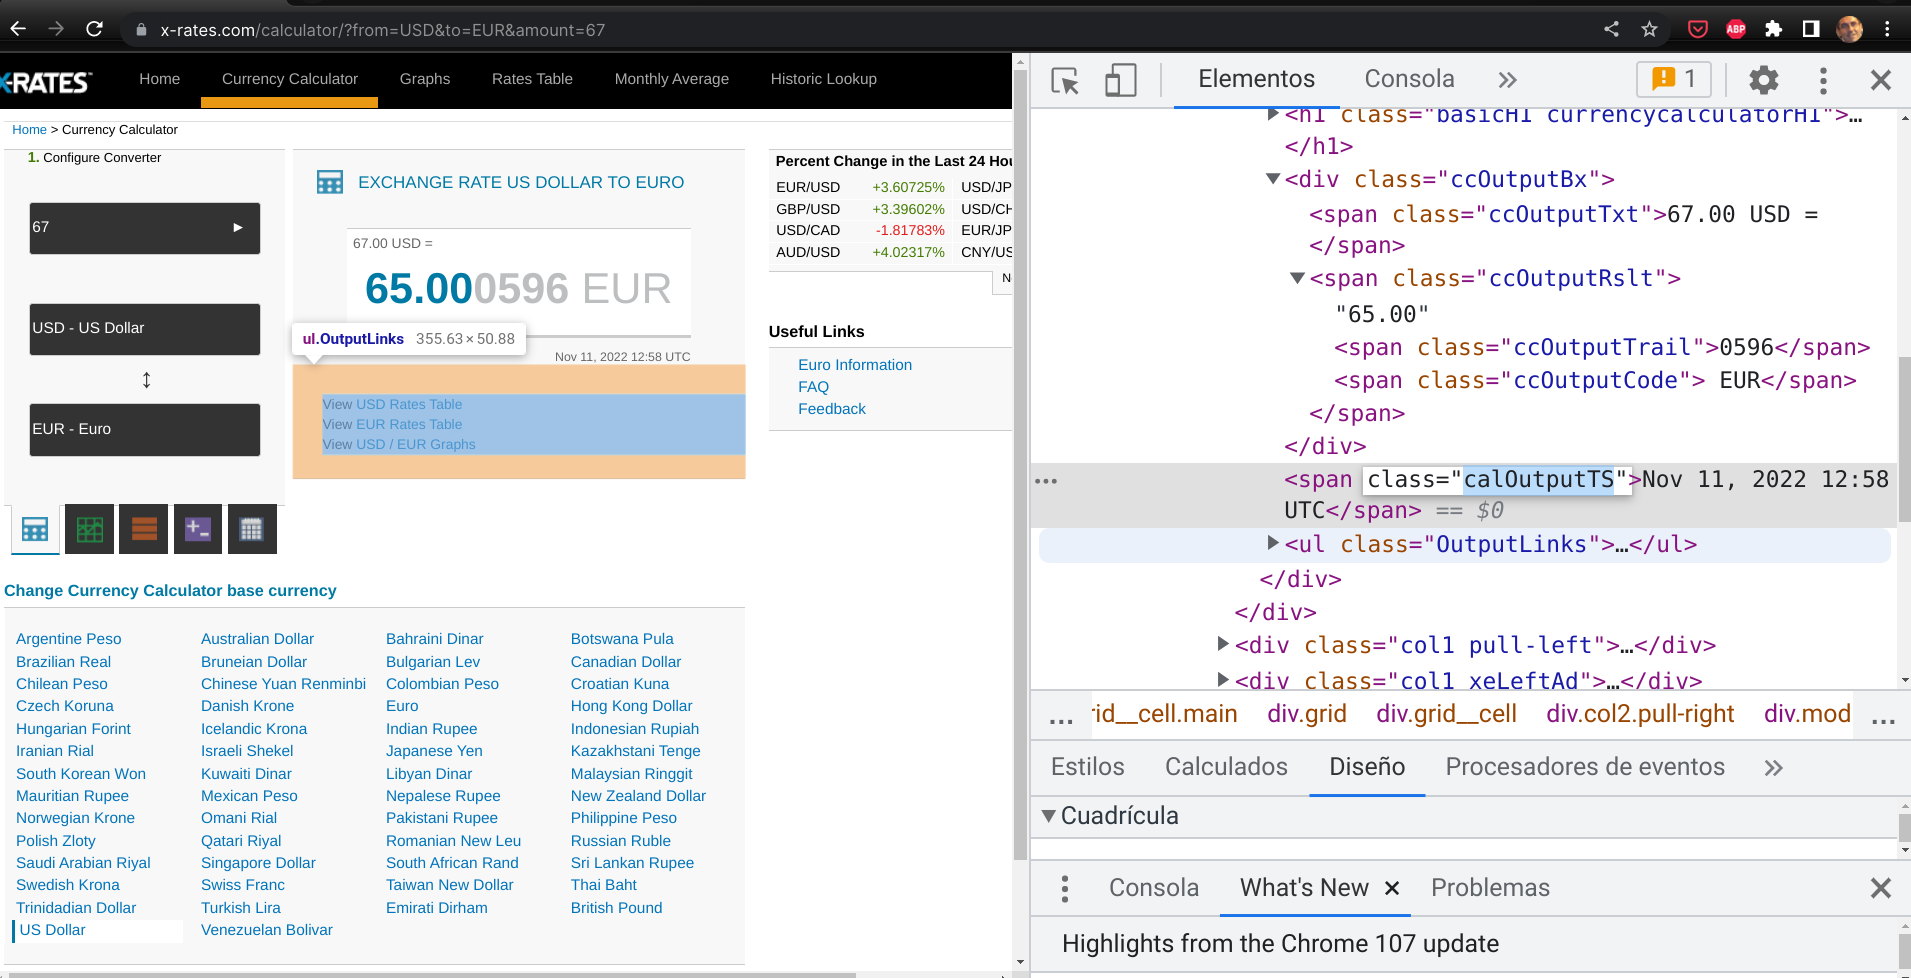 x-rates.com/calculator/?from=USD&to=EUR&amount=67
ABP
X-RATES™
Home
Currency Calculator
Graphs
Rates Table
Monthly Average
Historic Lookup
Home > Currency Calculator
1. Configure Converter
67
USD - US Dollar
EUR - Euro
EXCHANGE RATE US DOLLAR TO EURO
67.00 USD =
65.000596 EUR
ul.OutputLinks 355.63 × 50.88
Nov 11, 2022 12:58 UTC
View USD Rates Table
View EUR Rates Table
View USD / EUR Graphs
Percent Change in the Last 24 Hou
EUR/USD +3.60725% USD/JP
GBP/USD +3.39602% USD/CH
USD/CAD -1.81783% EUR/JP
AUD/USD +4.02317% CNY/US
N
Useful Links
Euro Information
FAQ
Feedback
Change Currency Calculator base currency
Argentine Peso Australian Dollar Bahraini Dinar Botswana Pula
Brazilian Real Bruneian Dollar Bulgarian Lev Canadian Dollar
Chilean Peso Chinese Yuan Renminbi Colombian Peso Croatian Kuna
Czech Koruna Danish Krone Euro Hong Kong Dollar
Hungarian Forint Icelandic Krona Indian Rupee Indonesian Rupiah
Iranian Rial Israeli Shekel Japanese Yen Kazakhstani Tenge
South Korean Won Kuwaiti Dinar Libyan Dinar Malaysian Ringgit
Mauritian Rupee Mexican Peso Nepalese Rupee New Zealand Dollar
Norwegian Krone Omani Rial Pakistani Rupee Philippine Peso
Polish Zloty Qatari Riyal Romanian New Leu Russian Ruble
Saudi Arabian Riyal Singapore Dollar South African Rand Sri Lankan Rupee
Swedish Krona Swiss Franc Taiwan New Dollar Thai Baht
Trinidadian Dollar Turkish Lira Emirati Dirham British Pound
US Dollar Venezuelan Bolivar
Elementos
Consola
1
<h1 class="basicH1 currencycalculatorH1">…
</h1>
<div class="ccOutputBx">
<span class="ccOutputTxt">67.00 USD =
</span>
<span class="ccOutputRslt">
"65.00"
<span class="ccOutputTrail">0596</span>
<span class="ccOutputCode"> EUR</span>
</span>
</div>
<span class="calOutputTS">Nov 11, 2022 12:58
UTC</span> == $0
<ul class="OutputLinks">…</ul>
</div>
</div>
<div class="col1 pull-left">…</div>
<div class="col1 xeLeftAd">…</div>
... rid__cell.main div.grid div.grid__cell div.col2.pull-right div.mod ...
Estilos
Calculados
Diseño
Procesadores de eventos
Cuadrícula
Consola
What's New
Problemas
Highlights from the Chrome 107 update